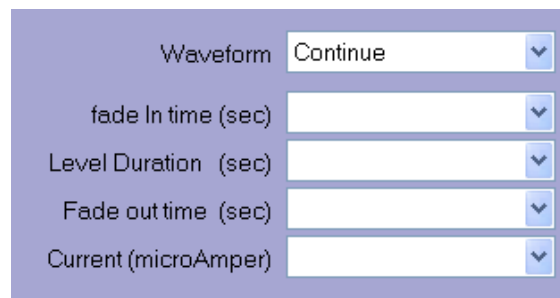 Waveform Continue
fade In time (sec)
Level Duration (sec)
Fade out time (sec)
Current (microAmper)